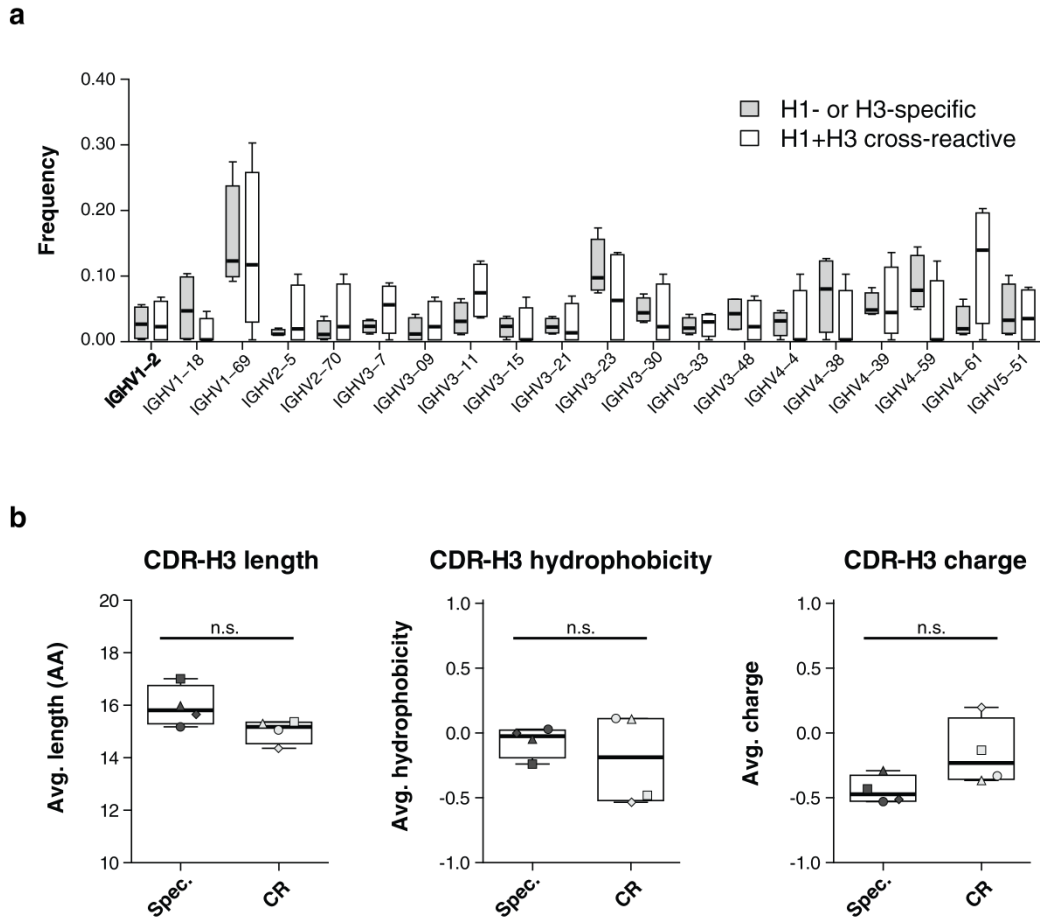 a
0.40
H1- or H3-specific
0.30
H1+H3 cross-reactive
Frequency
0.20
0.10
0.00
IGHV1–2
IGHV1–18
IGHV1–69
IGHV2–5
IGHV2–70
IGHV3–7
IGHV3–09
IGHV3–11
IGHV3–15
IGHV3–21
IGHV3–23
IGHV3–30
IGHV3–33
IGHV3–48
IGHV4–4
IGHV4–38
IGHV4–39
IGHV4–59
IGHV4–61
IGHV5–51
b
CDR-H3 length
Avg. length (AA)
20
18
16
14
12
10
n.s.
Spec.
CR
CDR-H3 hydrophobicity
Avg. hydrophobicity
1.0
0.5
0.0
-0.5
-1.0
n.s.
Spec.
CR
CDR-H3 charge
Avg. charge
1.0
0.5
0.0
-0.5
-1.0
n.s.
Spec.
CR